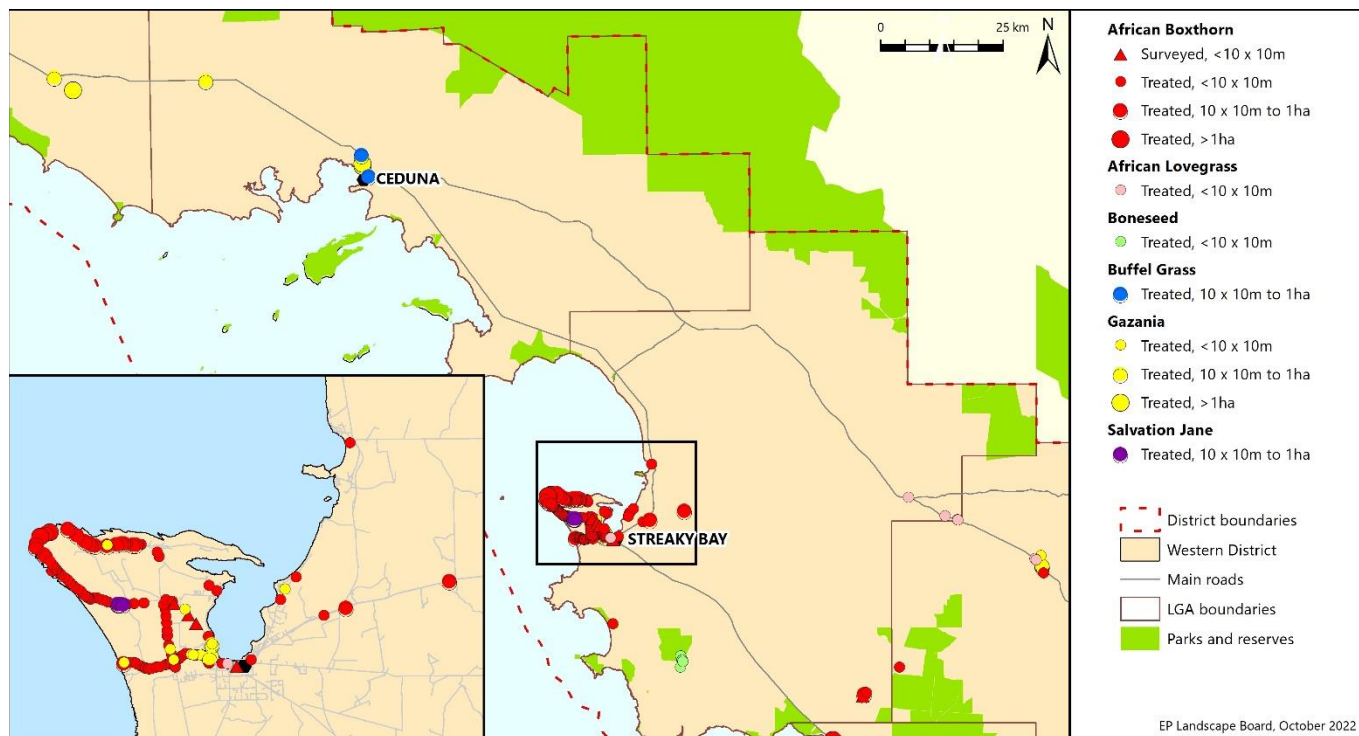 0 25 km
N
CEDUNA
STREAKY BAY
African Boxthorn
Surveyed, <10 x 10m
Treated, <10 x 10m
Treated, 10 x 10m to 1ha
Treated, >1ha
African Lovegrass
Treated, <10 x 10m
Boneseed
Treated, <10 x 10m
Buffel Grass
Treated, 10 x 10m to 1ha
Gazania
Treated, <10 x 10m
Treated, 10 x 10m to 1ha
Treated, >1ha
Salvation Jane
Treated, 10 x 10m to 1ha
District boundaries
Western District
Main roads
LGA boundaries
Parks and reserves
EP Landscape Board, October 2022